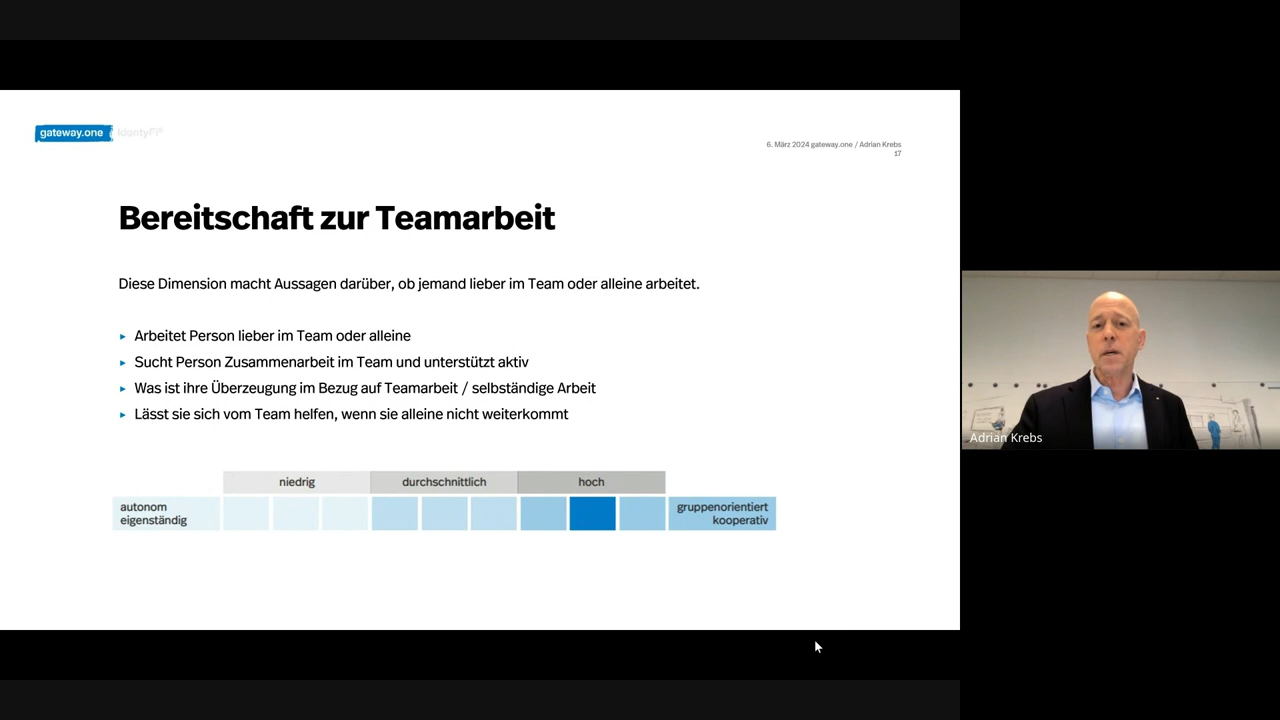 gateway.one IdentyFi®
6. März 2024 gateway.one / Adrian Krebs
17
Bereitschaft zur Teamarbeit
Diese Dimension macht Aussagen darüber, ob jemand lieber im Team oder alleine arbeitet.
▸ Arbeitet Person lieber im Team oder alleine
▸ Sucht Person Zusammenarbeit im Team und unterstützt aktiv
▸ Was ist ihre Überzeugung im Bezug auf Teamarbeit / selbständige Arbeit
▸ Lässt sie sich vom Team helfen, wenn sie alleine nicht weiterkommt
niedrig durchschnittlich hoch
autonom
eigenständig
gruppenorientiert
kooperativ
Adrian Krebs